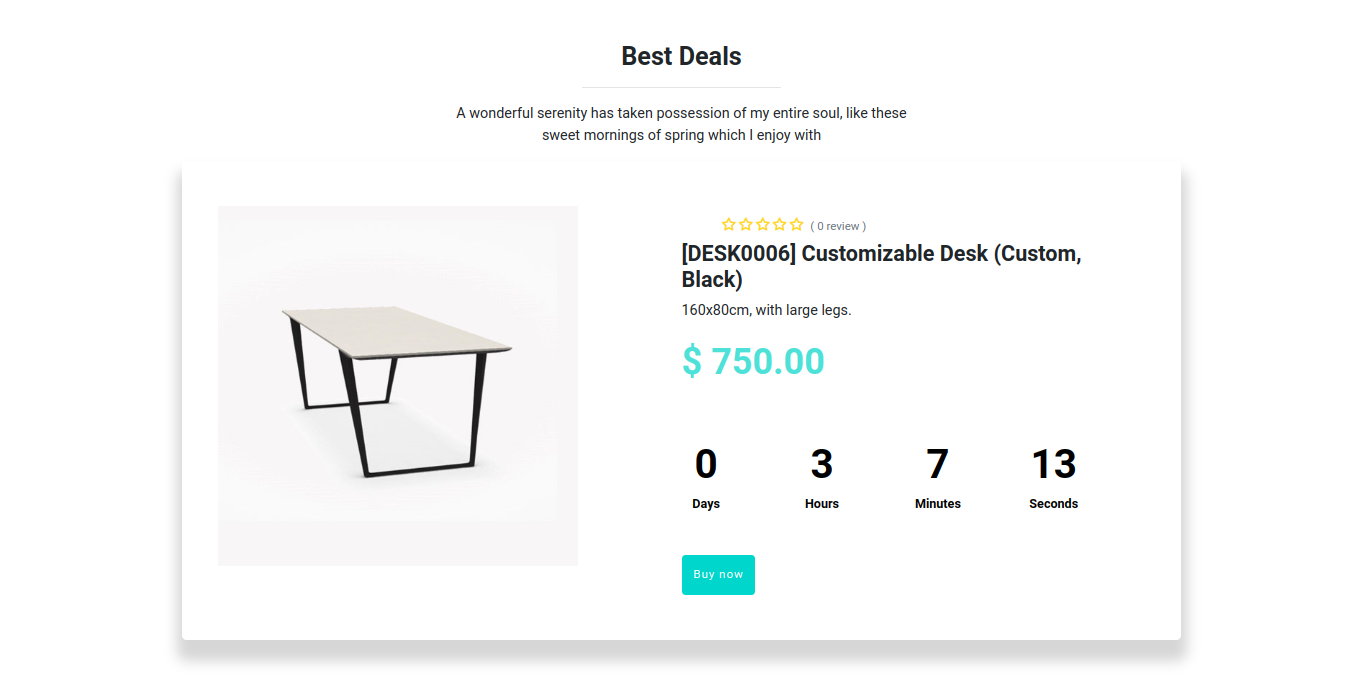 Best Deals
A wonderful serenity has taken possession of my entire soul, like these
sweet mornings of spring which I enjoy with
( 0 review )
[DESK0006] Customizable Desk (Custom,
Black)
160x80cm, with large legs.
$ 750.00
0 3 7 13
Days Hours Minutes Seconds
Buy now